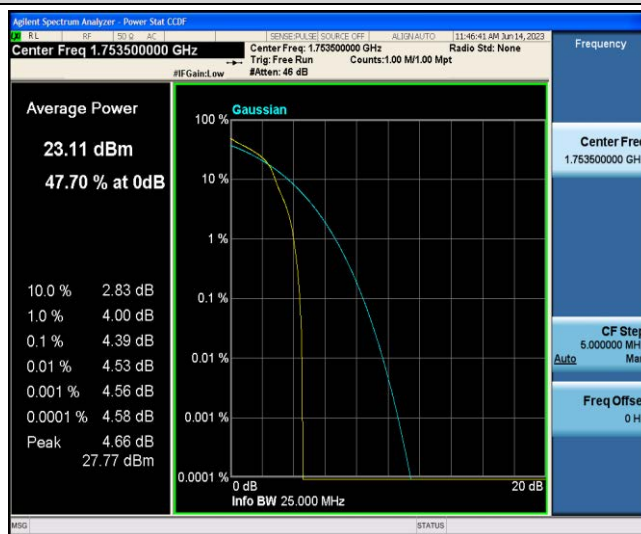 Agilent Spectrum Analyzer - Power Stat CCDF
RL RF 50 Ω AC SENSE:PULSE SOURCE OFF ALIGNAUTO 11:46:41 AM Jun 14, 2023
Center Freq 1.753500000 GHz
Center Freq: 1.753500000 GHz Radio Std: None
Trig: Free Run Counts:1.00 M/1.00 Mpt
#IFGain:Low #Atten: 46 dB
Frequency
Average Power
23.11 dBm
47.70 % at 0dB
10.0 % 2.83 dB
1.0 % 4.00 dB
0.1 % 4.39 dB
0.01 % 4.53 dB
0.001 % 4.56 dB
0.0001 % 4.58 dB
Peak 4.66 dB
27.77 dBm
Gaussian
100 %
10 %
1 %
0.1 %
0.01 %
0.001 %
0.0001 %
0 dB 20 dB
Info BW 25.000 MHz
Center Fre
1.753500000 GH
CF Step
5.000000 MH
Auto Ma
Freq Offse
0 H
MSG STATUS